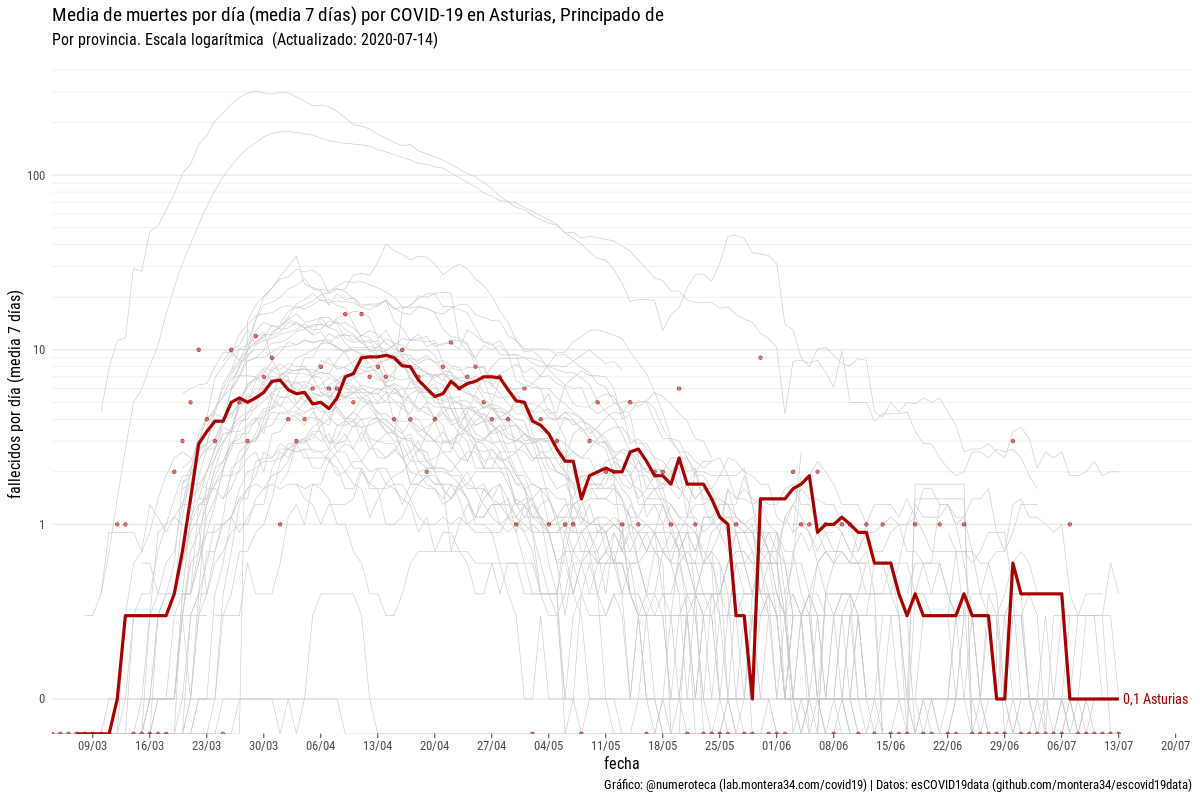 Media de muertes por día (media 7 días) por COVID-19 en Asturias, Principado de
Por provincia. Escala logarítmica  (Actualizado: 2020-07-14)
fallecidos por día (media 7 días)
100
10
1
0
0,1 Asturias
09/03 16/03 23/03 30/03 06/04 13/04 20/04 27/04 04/05 11/05 18/05 25/05 01/06 08/06 15/06 22/06 29/06 06/07 13/07 20/07
fecha
Gráfico: @numeroteca (lab.montera34.com/covid19) | Datos: esCOVID19data (github.com/montera34/escovid19data)